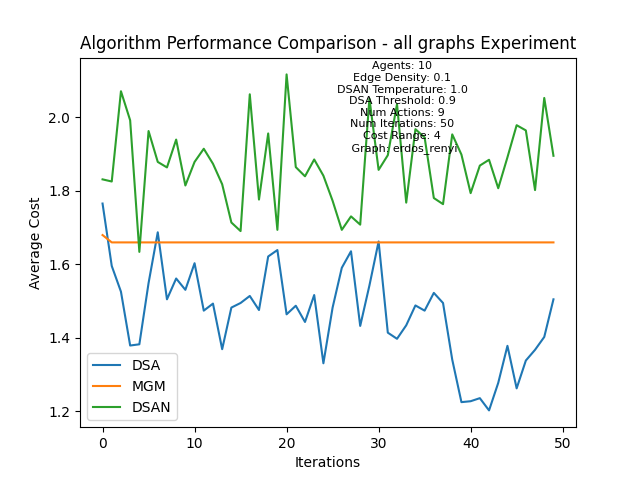 Algorithm Performance Comparison - all graphs Experiment
Agents: 10
Edge Density: 0.1
DSAN Temperature: 1.0
DSA Threshold: 0.9
Num Actions: 9
Num Iterations: 50
Cost Range: 4
Graph: erdos_renyi
Average Cost
2.0
1.8
1.6
1.4
1.2
DSA
MGM
DSAN
0 10 20 30 40 50
Iterations